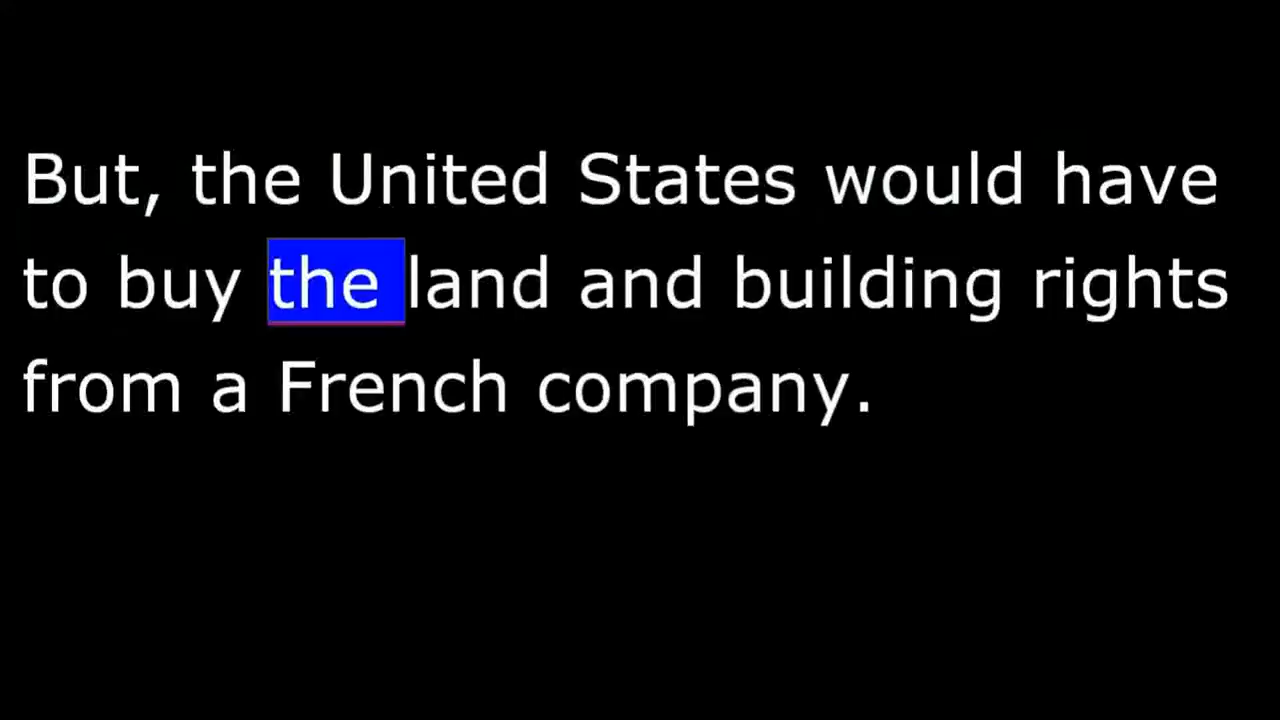 But, the United States would have
to buy the land and building rights
from a French company.